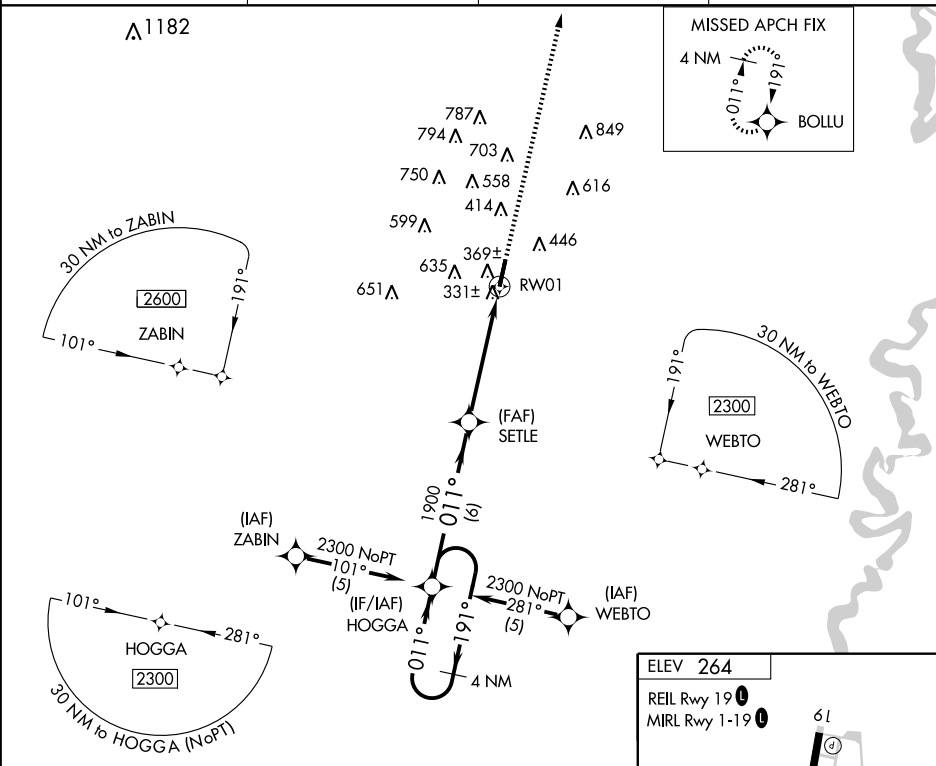 1182
MISSED APCH FIX
4 NM
011°
191°
BOLLU
787
794
703
849
750
558
616
414
599
446
369±
635
651
331±
RW01
30 NM to ZABIN
2600
ZABIN
101°
191°
30 NM to WEBTO
191°
2300
WEBTO
281°
(FAF)
SETLE
1900
011°
(6)
(IAF)
ZABIN
2300 NoPT
101°
(5)
(IF/IAF)
HOGGA
2300 NoPT
281°
(5)
(IAF)
WEBTO
011°
191°
4 NM
101°
281°
HOGGA
2300
30 NM to HOGGA (NoPT)
ELEV 264
REIL Rwy 19 L
MIRL Rwy 1-19 L
19
P